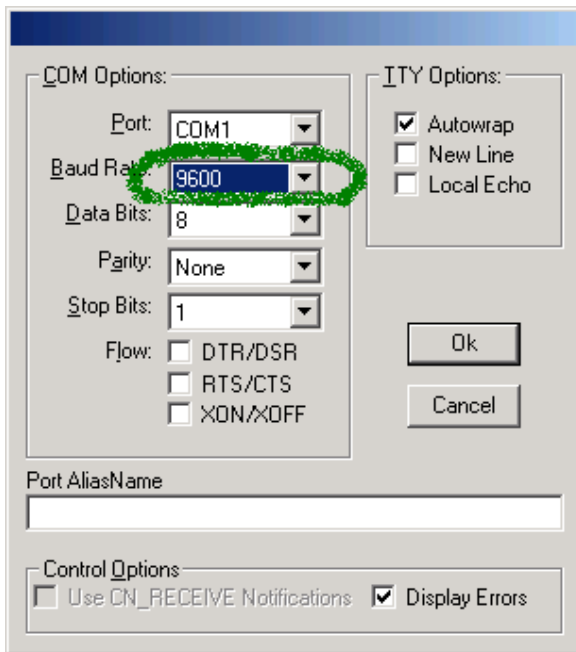 COM Options:
Port: COM1
Baud Rate: 9600
Data Bits: 8
Parity: None
Stop Bits: 1
Flow: DTR/DSR
RTS/CTS
XON/XOFF
TTY Options:
Autowrap
New Line
Local Echo
Ok
Cancel
Port AliasName
Control Options
Use CN_RECEIVE Notifications Display Errors